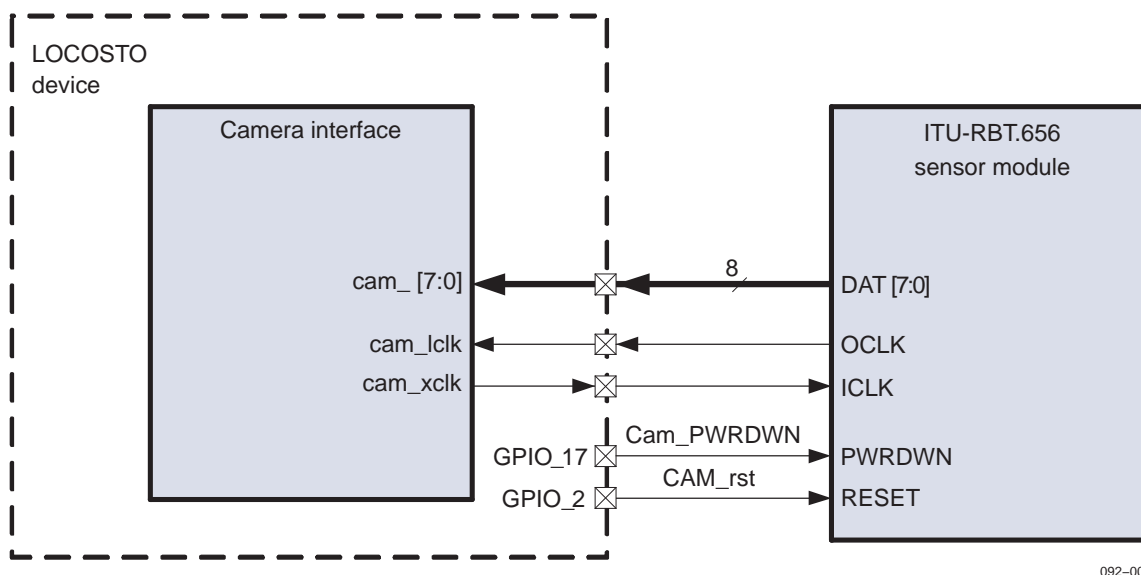 LOCOSTO
device
Camera interface
ITU-RBT.656
sensor module
cam_ [7:0]
8
DAT [7:0]
cam_lclk
OCLK
cam_xclk
ICLK
GPIO_17
Cam_PWRDWN
PWRDWN
GPIO_2
CAM_rst
RESET